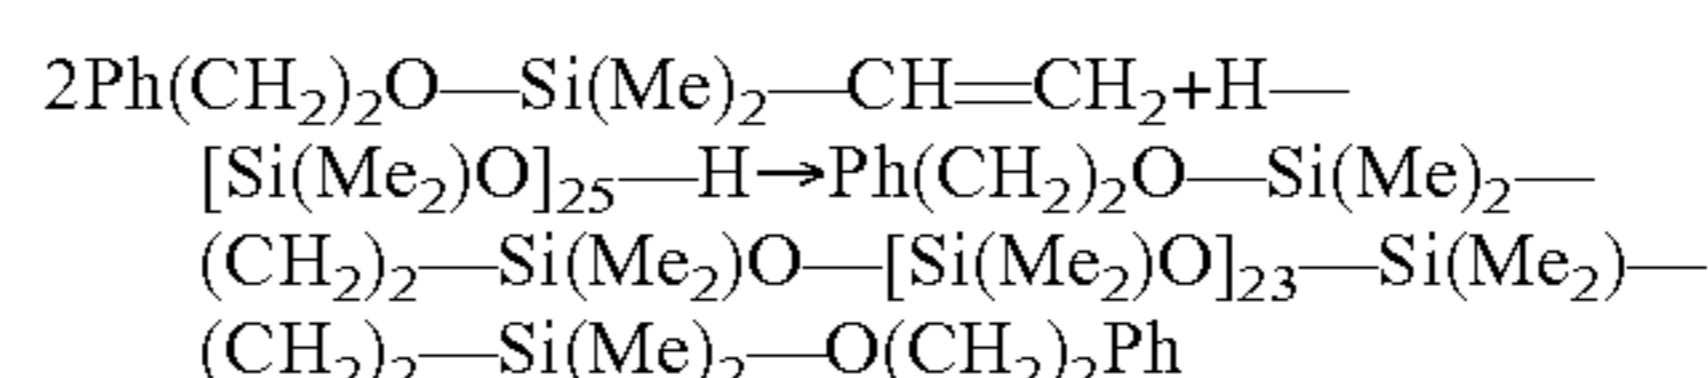 2Ph(CH₂)₂O—Si(Me)₂—CH=CH₂+H—
[Si(Me₂)O]₂₅—H→Ph(CH₂)₂O—Si(Me)₂—
(CH₂)₂—Si(Me₂)O—[Si(Me₂)O]₂₃—Si(Me₂)—
(CH₂)₂—Si(Me)₂—O(CH₂)₂Ph